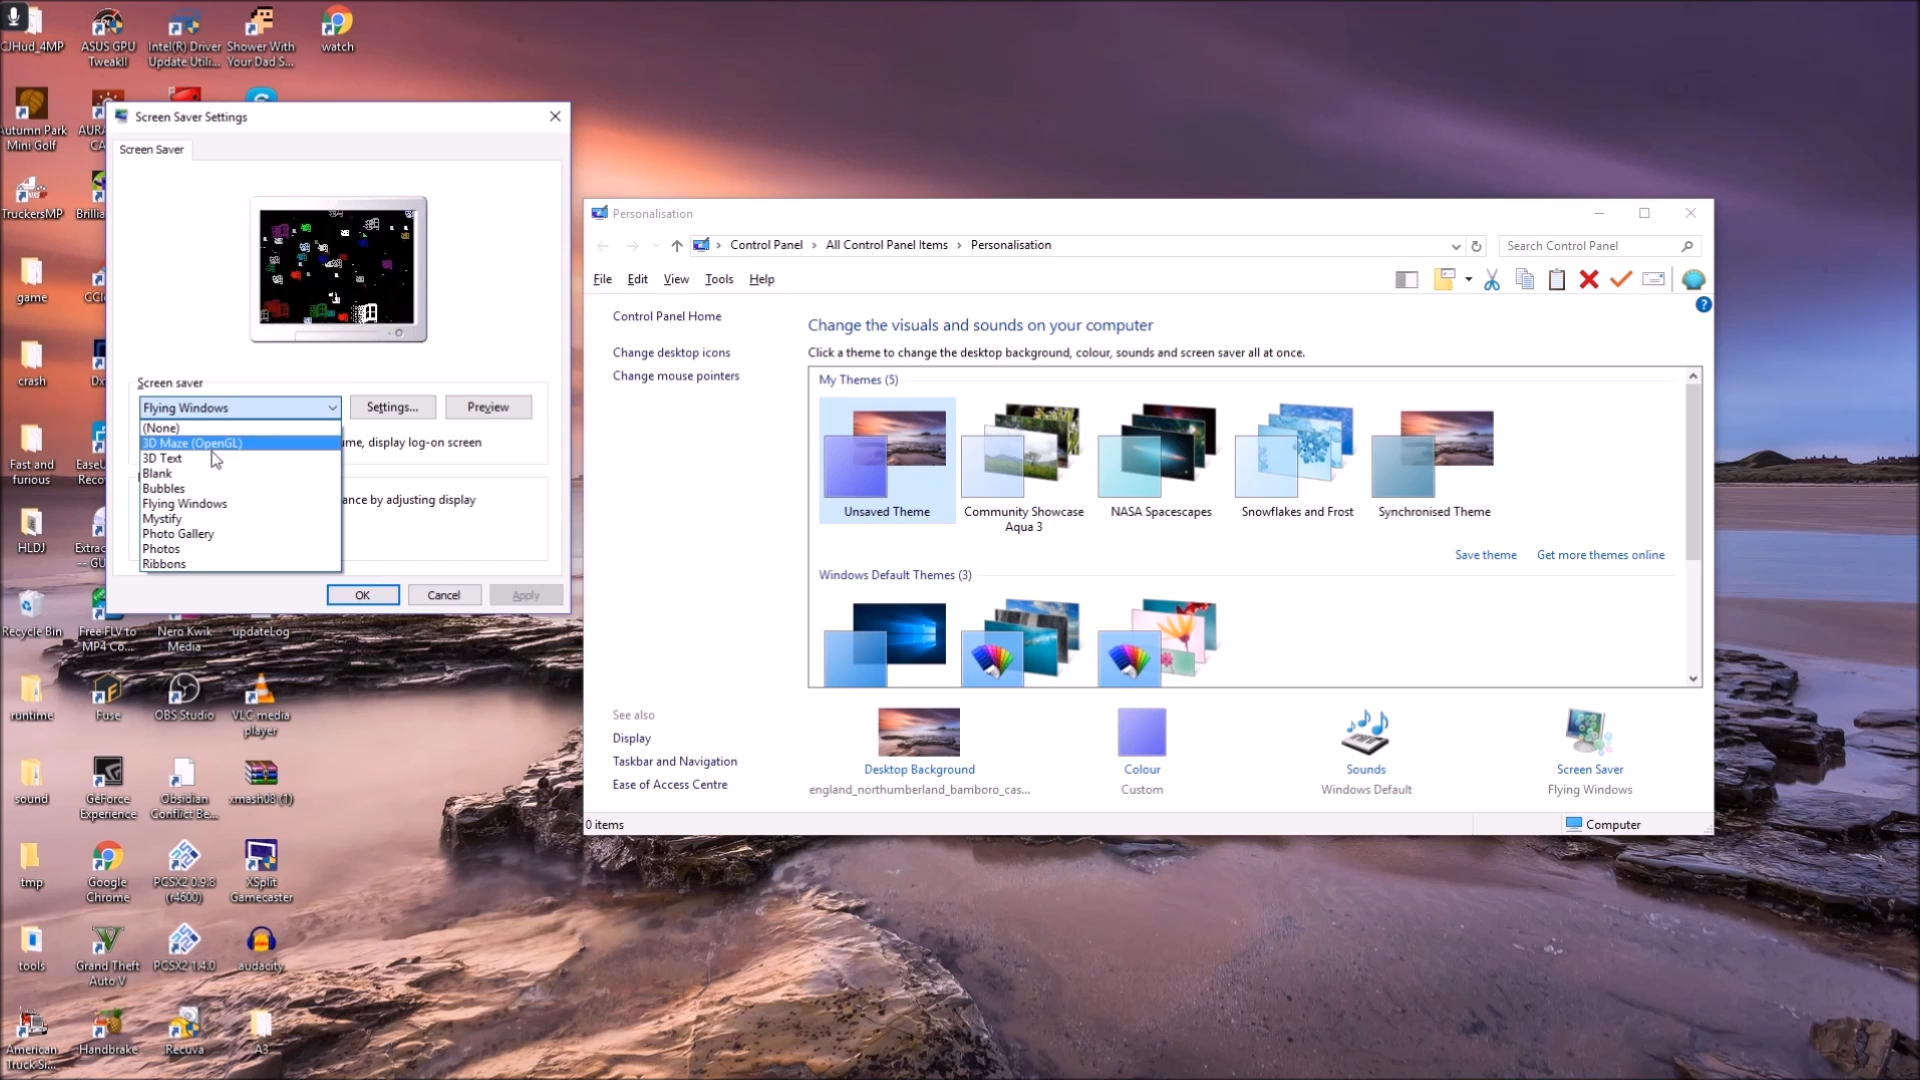 CJHud_4MP
ASUS GPU
TweakII
Intel(R) Driver
Update Utili...
Shower With
Your Dad S...
watch
Autumn Park
Mini Golf
TruckersMP
game
crash
Fast and
furious
HLDJ
Recycle Bin
Free FLV to
MP4 Co...
Nero Kwik
Media
updateLog
runtime
Fuse
OBS Studio
VLC media
player
sound
GeForce
Experience
Obsidian
Conflict Be...
xmash08 (1)
tmp
Google
Chrome
PCSX2 0.9.8
(r4600)
XSplit
Gamecaster
tools
Grand Theft
Auto V
PCSX2 1.4.0
audacity
American
Truck Si...
Handbrake
Recuva
A3
Screen Saver Settings
Screen Saver
Screen saver
Flying Windows
Settings...
Preview
(None)
3D Maze (OpenGL)
3D Text
Blank
Bubbles
Flying Windows
Mystify
Photo Gallery
Photos
Ribbons
ume, display log-on screen
ance by adjusting display
OK
Cancel
Apply
Personalisation
Control Panel
All Control Panel Items
Personalisation
Search Control Panel
File Edit View Tools Help
Control Panel Home
Change desktop icons
Change mouse pointers
Change the visuals and sounds on your computer
Click a theme to change the desktop background, colour, sounds and screen saver all at once.
My Themes (5)
Unsaved Theme
Community Showcase
Aqua 3
NASA Spacescapes
Snowflakes and Frost
Synchronised Theme
Save theme
Get more themes online
Windows Default Themes (3)
See also
Display
Taskbar and Navigation
Ease of Access Centre
Desktop Background
england_northumberland_bamboro_cas...
Colour
Custom
Sounds
Windows Default
Screen Saver
Flying Windows
0 items
Computer